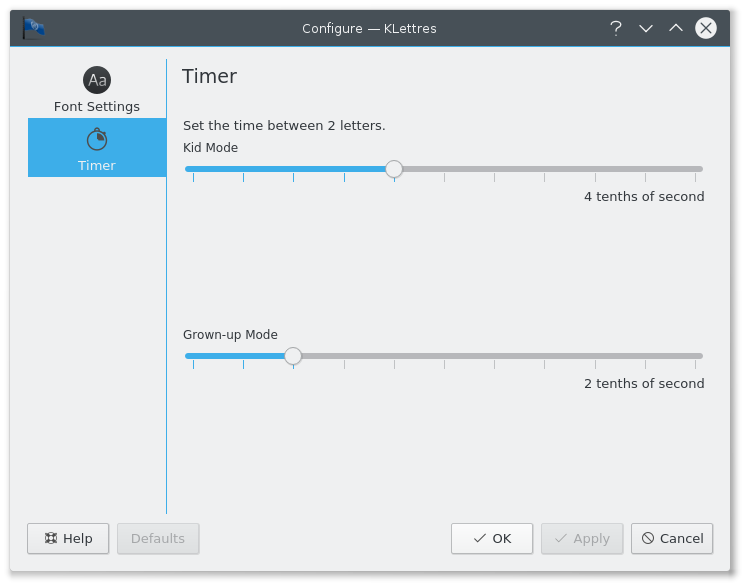 Configure — KLettres
Aa
Font Settings
Timer
Timer
Set the time between 2 letters.
Kid Mode
4 tenths of second
Grown-up Mode
2 tenths of second
Help
Defaults
OK
Apply
Cancel